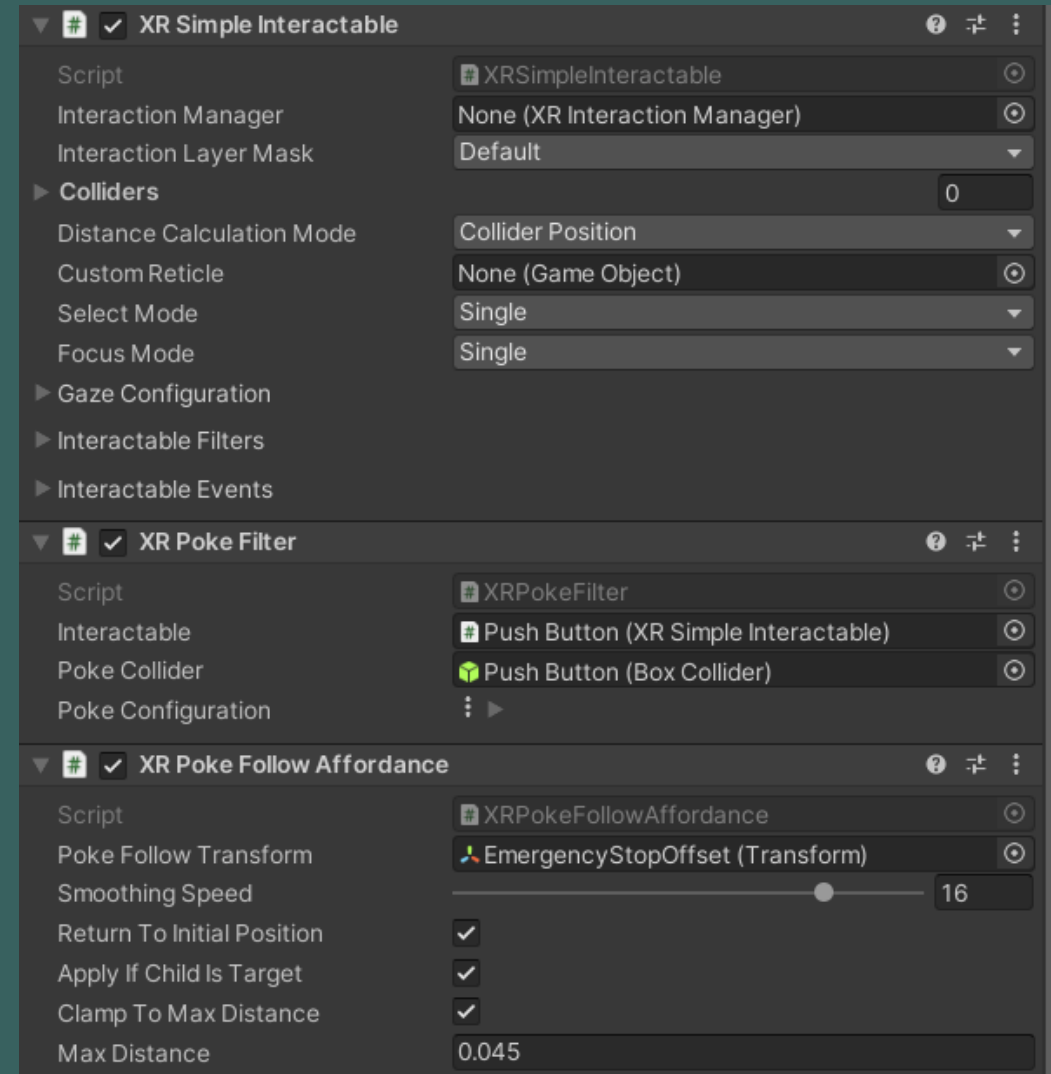 XR Simple Interactable
Script XRSimpleInteractable
Interaction Manager None (XR Interaction Manager)
Interaction Layer Mask Default
Colliders 0
Distance Calculation Mode Collider Position
Custom Reticle None (Game Object)
Select Mode Single
Focus Mode Single
Gaze Configuration
Interactable Filters
Interactable Events
XR Poke Filter
Script XRPokeFilter
Interactable Push Button (XR Simple Interactable)
Poke Collider Push Button (Box Collider)
Poke Configuration
XR Poke Follow Affordance
Script XRPokeFollowAffordance
Poke Follow Transform EmergencyStopOffset (Transform)
Smoothing Speed 16
Return To Initial Position
Apply If Child Is Target
Clamp To Max Distance
Max Distance 0.045